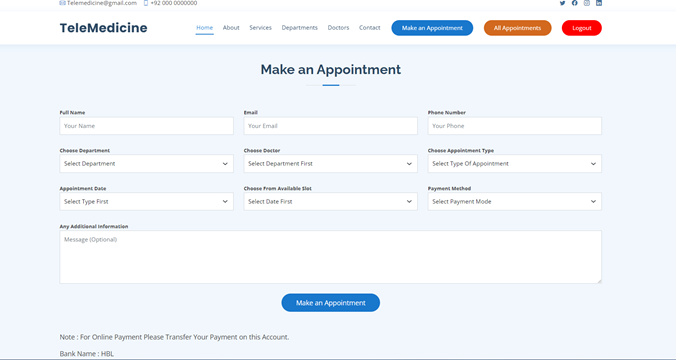 Telemedicine@gmail.com +92 000 0000000
TeleMedicine Home About Services Departments Doctors Contact Make an Appointment All Appointments Logout
Make an Appointment
Full Name Email Phone Number
Your Name Your Email Your Phone
Choose Department Choose Doctor Choose Appointment Type
Select Department Select Department First Select Type Of Appointment
Appointment Date Choose From Available Slot Payment Method
Select Type First Select Date First Select Payment Mode
Any Additional Information
Message (Optional)
Make an Appointment
Note : For Online Payment Please Transfer Your Payment on this Account.
Bank Name : HBL